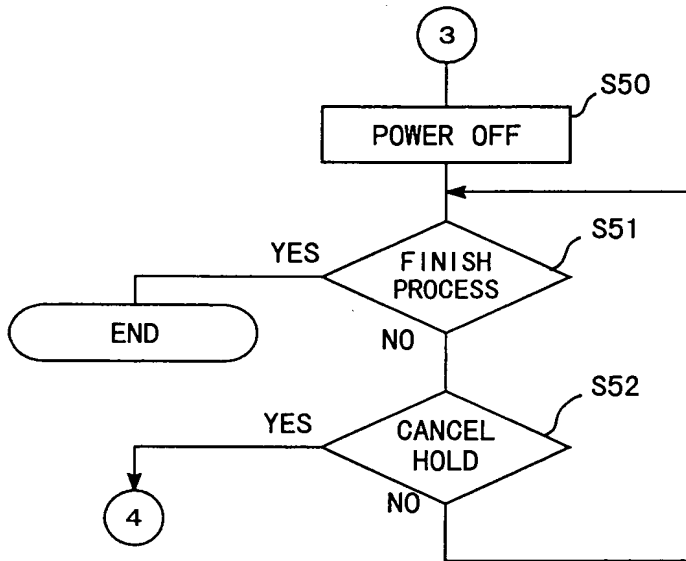 3
S50
POWER OFF
S51
YES
FINISH
PROCESS
END
NO
S52
YES
CANCEL
HOLD
NO
4